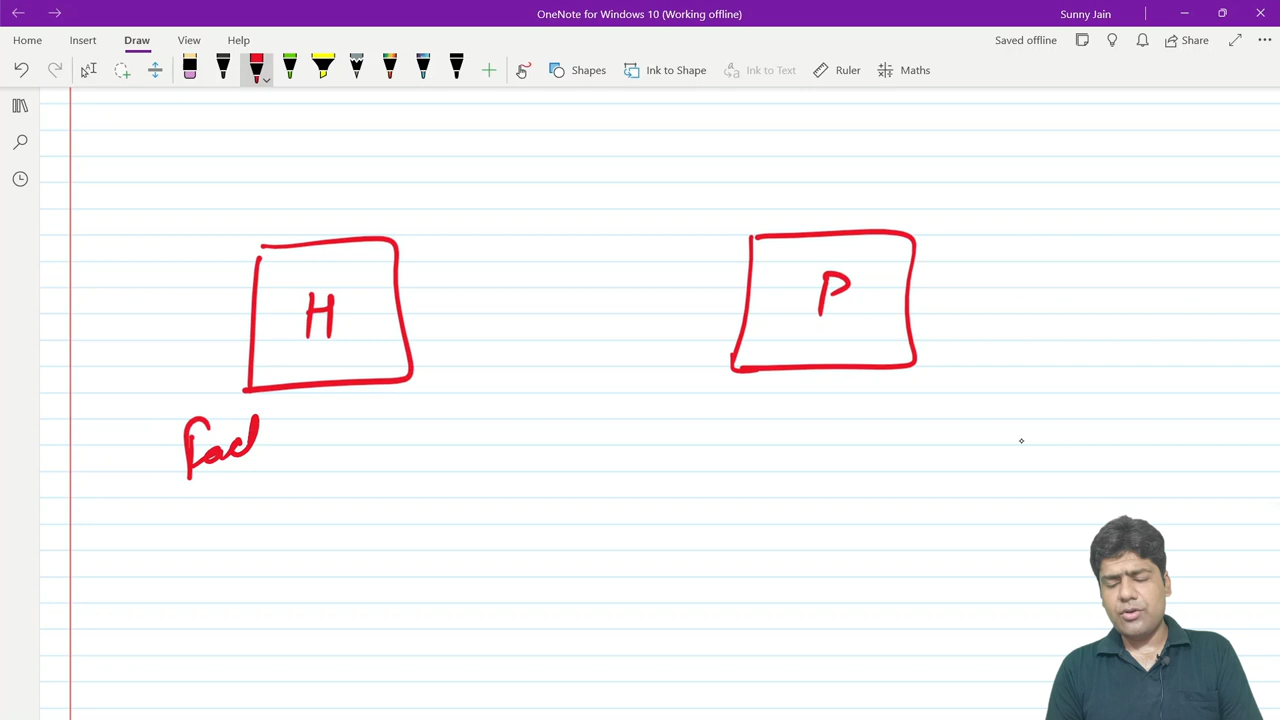 OneNote for Windows 10 (Working offline)
Sunny Jain
Home Insert Draw View Help
Saved offline
Share
Shapes
Ink to Shape
Ink to Text
Ruler
Maths
H
P